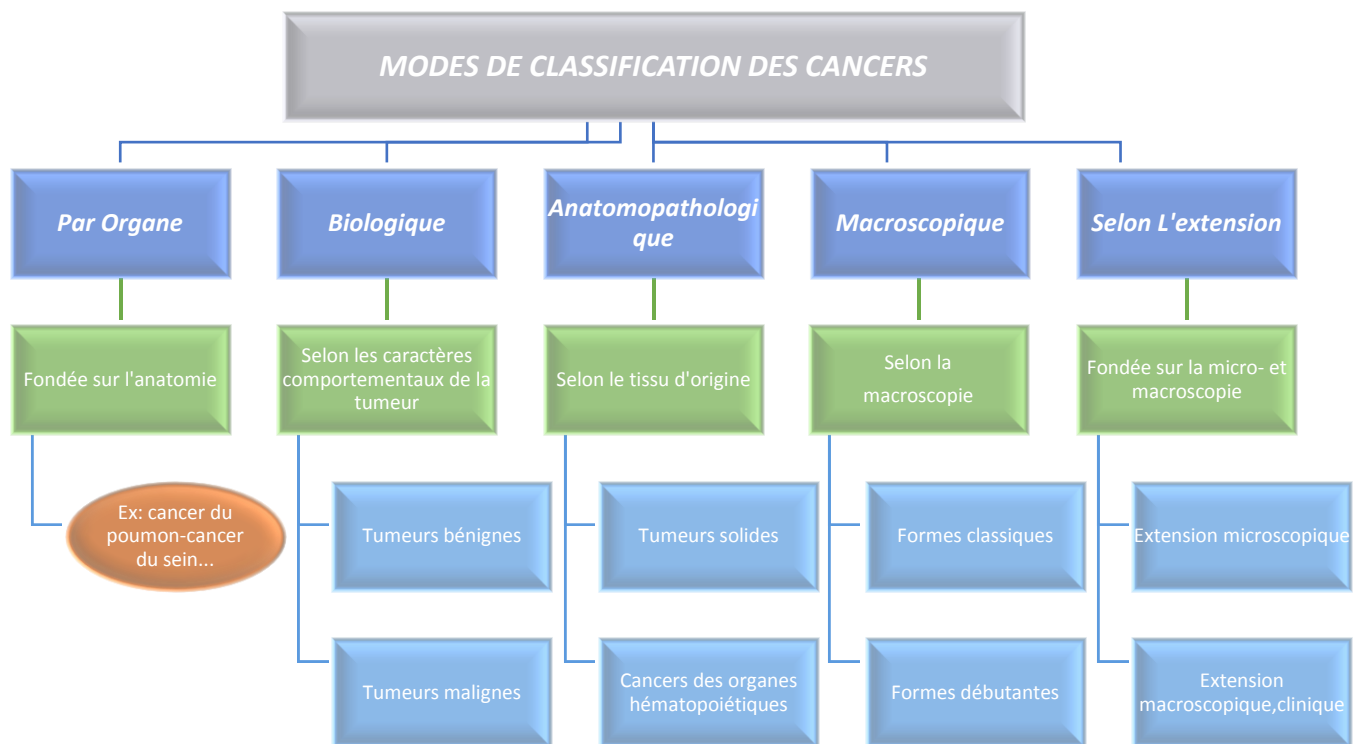 MODES DE CLASSIFICATION DES CANCERS
Par Organe
Biologique
Anatomopathologi
que
Macroscopique
Selon L'extension
Fondée sur l'anatomie
Selon les caractères
comportementaux de la
tumeur
Selon le tissu d'origine
Selon la
macroscopie
Fondée sur la micro- et
macroscopie
Ex: cancer du
poumon-cancer
du sein...
Tumeurs bénignes
Tumeurs solides
Formes classiques
Extension microscopique
Tumeurs malignes
Cancers des organes
hématopoiétiques
Formes débutantes
Extension
macroscopique,clinique